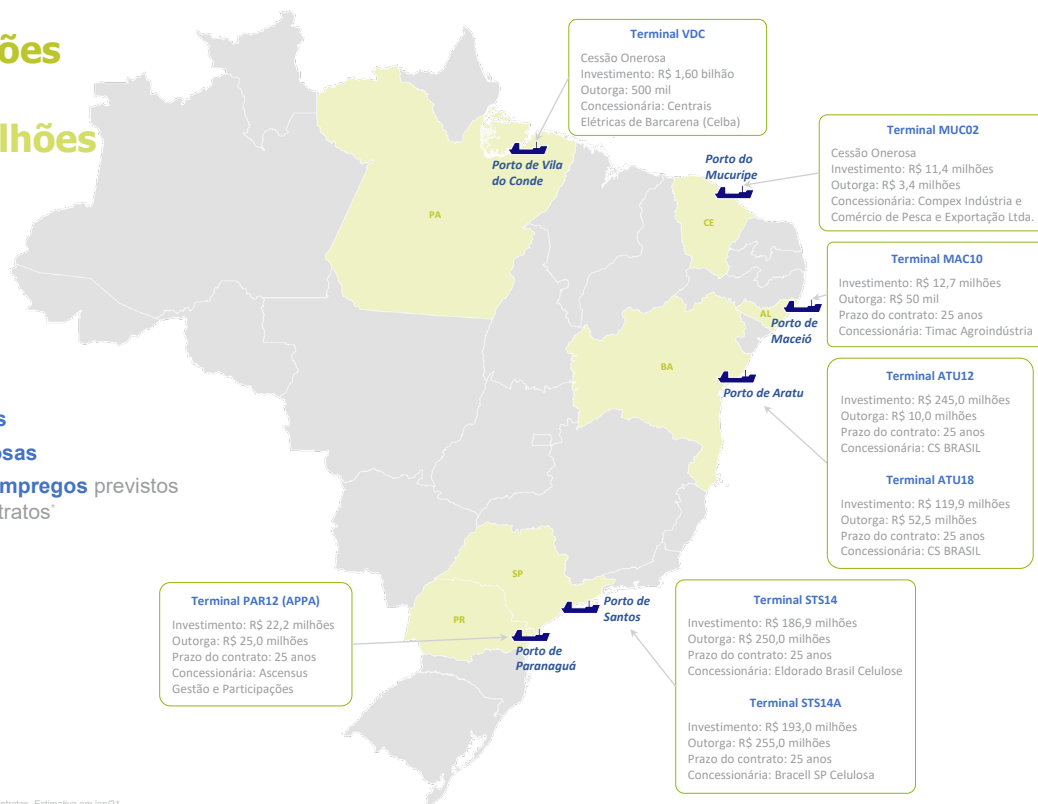 ões
lhões
s
osas
mpregos previstos
tratos*
Terminal VDC
Cessão Onerosa
Investimento: R$ 1,60 bilhão
Outorga: 500 mil
Concessionária: Centrais
Elétricas de Barcarena (Celba)
Porto de Vila
do Conde
Porto do
Mucuripe
Terminal MUC02
Cessão Onerosa
Investimento: R$ 11,4 milhões
Outorga: R$ 3,4 milhões
Concessionária: Compex Indústria e
Comércio de Pesca e Exportação Ltda.
PA
CE
Terminal MAC10
Investimento: R$ 12,7 milhões
Outorga: R$ 50 mil
Prazo do contrato: 25 anos
Concessionária: Timac Agroindústria
AL
Porto de
Maceió
BA
Porto de Aratu
Terminal ATU12
Investimento: R$ 245,0 milhões
Outorga: R$ 10,0 milhões
Prazo do contrato: 25 anos
Concessionária: CS BRASIL
Terminal ATU18
Investimento: R$ 119,9 milhões
Outorga: R$ 52,5 milhões
Prazo do contrato: 25 anos
Concessionária: CS BRASIL
SP
PR
Porto de
Santos
Porto de
Paranaguá
Terminal PAR12 (APPA)
Investimento: R$ 22,2 milhões
Outorga: R$ 25,0 milhões
Prazo do contrato: 25 anos
Concessionária: Ascensus
Gestão e Participações
Terminal STS14
Investimento: R$ 186,9 milhões
Outorga: R$ 250,0 milhões
Prazo do contrato: 25 anos
Concessionária: Eldorado Brasil Celulose
Terminal STS14A
Investimento: R$ 193,0 milhões
Outorga: R$ 255,0 milhões
Prazo do contrato: 25 anos
Concessionária: Bracell SP Celulosa